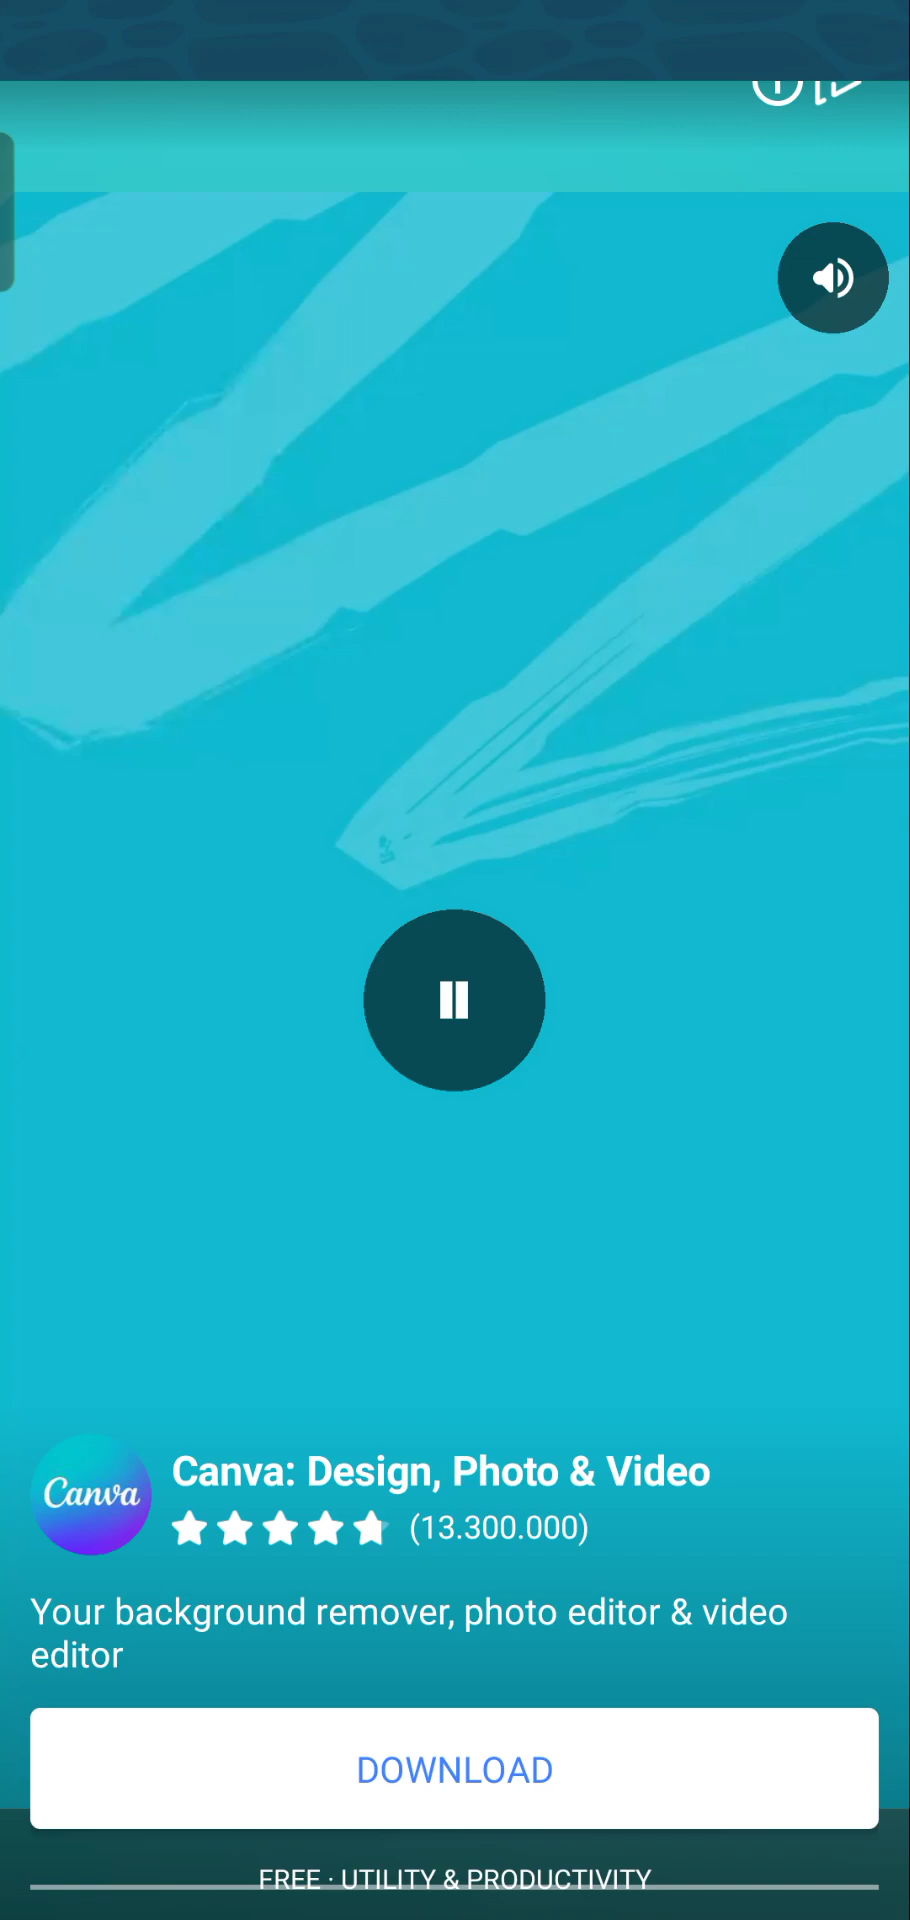 Canva
Canva: Design, Photo & Video
(13.300.000)
Your background remover, photo editor & video
editor
DOWNLOAD
FREE · UTILITY & PRODUCTIVITY